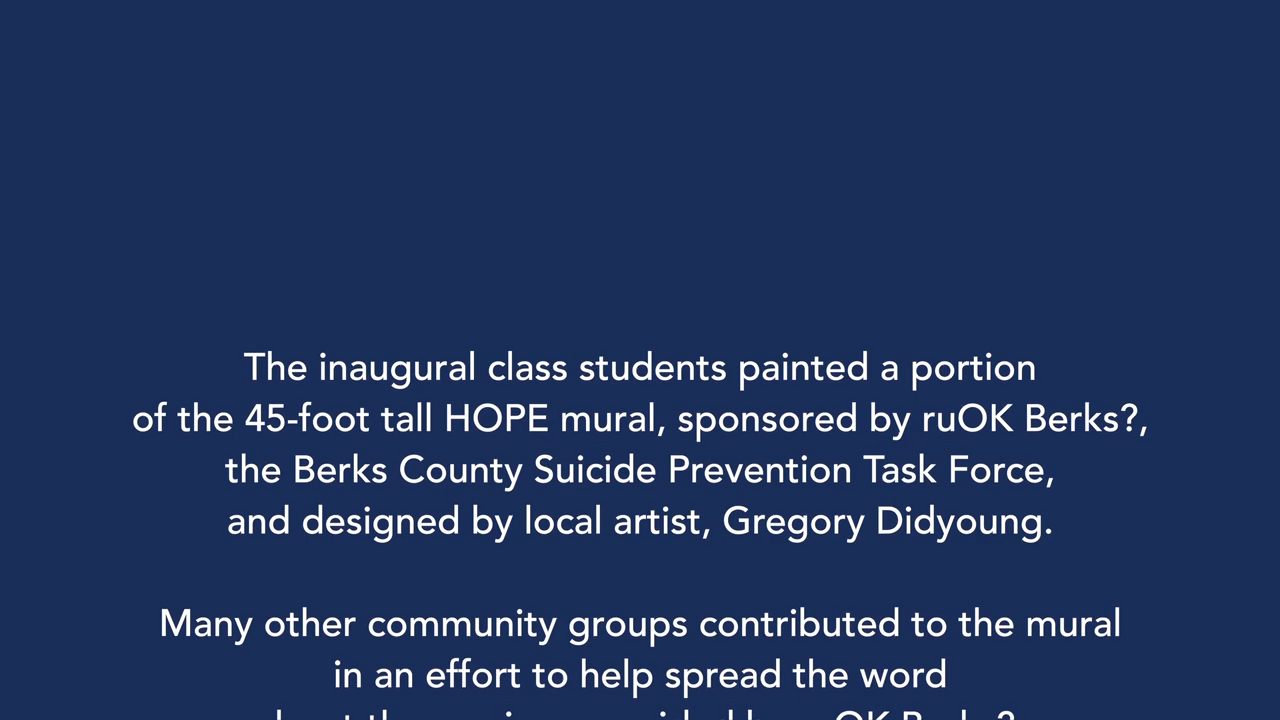 The inaugural class students painted a portion
of the 45-foot tall HOPE mural, sponsored by ruOK Berks?,
the Berks County Suicide Prevention Task Force,
and designed by local artist, Gregory Didyoung.
Many other community groups contributed to the mural
in an effort to help spread the word